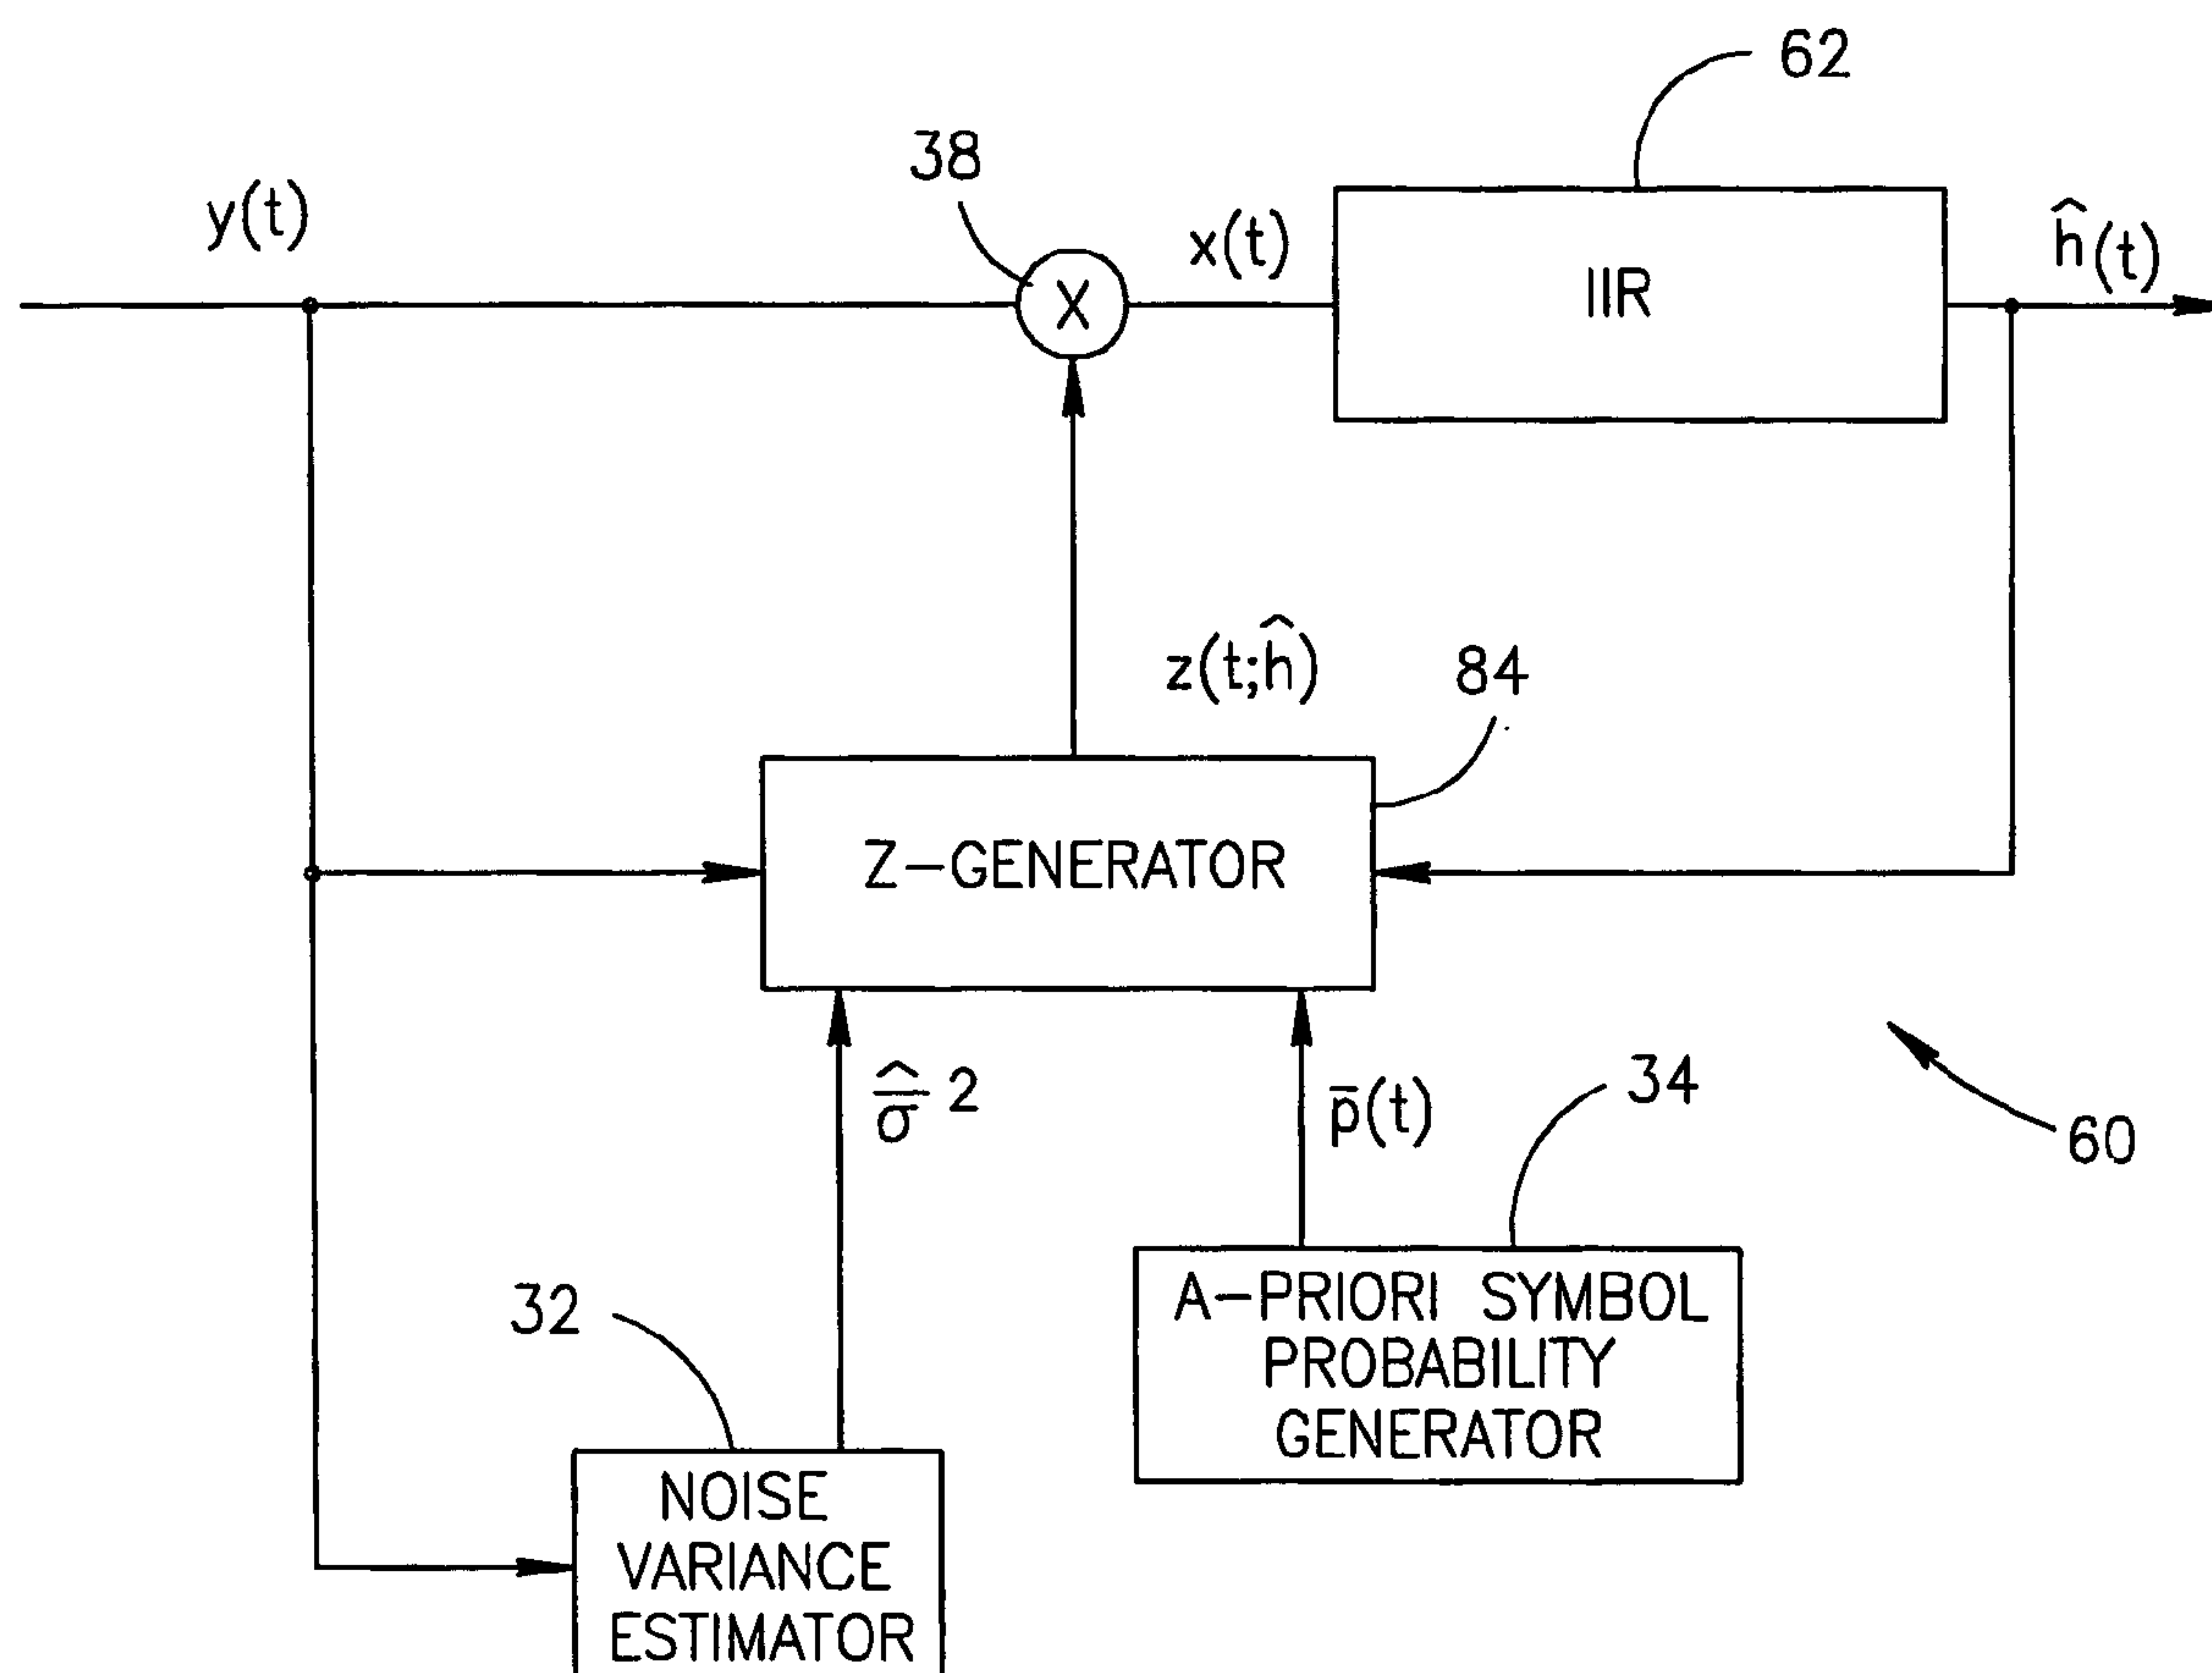 62
38
y(t)
x(t)
ĥ(t)
IIR
X
z(t;ĥ)
84
Z-GENERATOR
σ̅̂ 2
p̄(t)
34
60
32
A-PRIORI SYMBOL
PROBABILITY
GENERATOR
NOISE
VARIANCE
ESTIMATOR